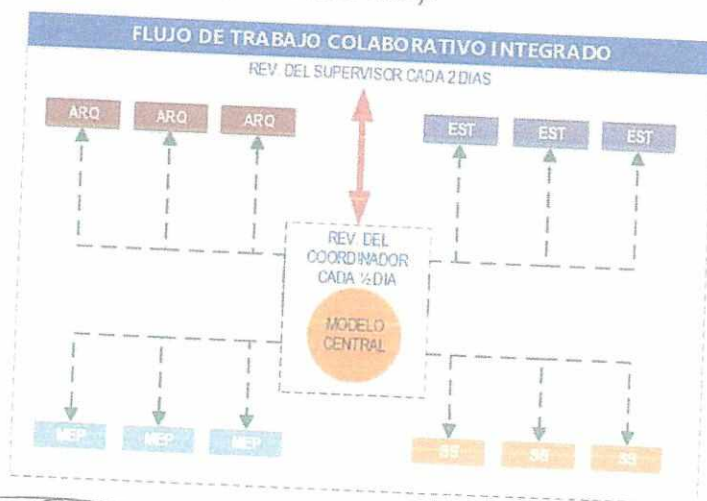 FLUJO DE TRABAJO COLABORATIVO INTEGRADO
REV. DEL SUPERVISOR CADA 2 DIAS
ARQ ARQ ARQ
EST EST EST
REV. DEL
COORDINADOR
CADA ½ DIA
MODELO
CENTRAL
MEP MEP MEP
SS SS SS